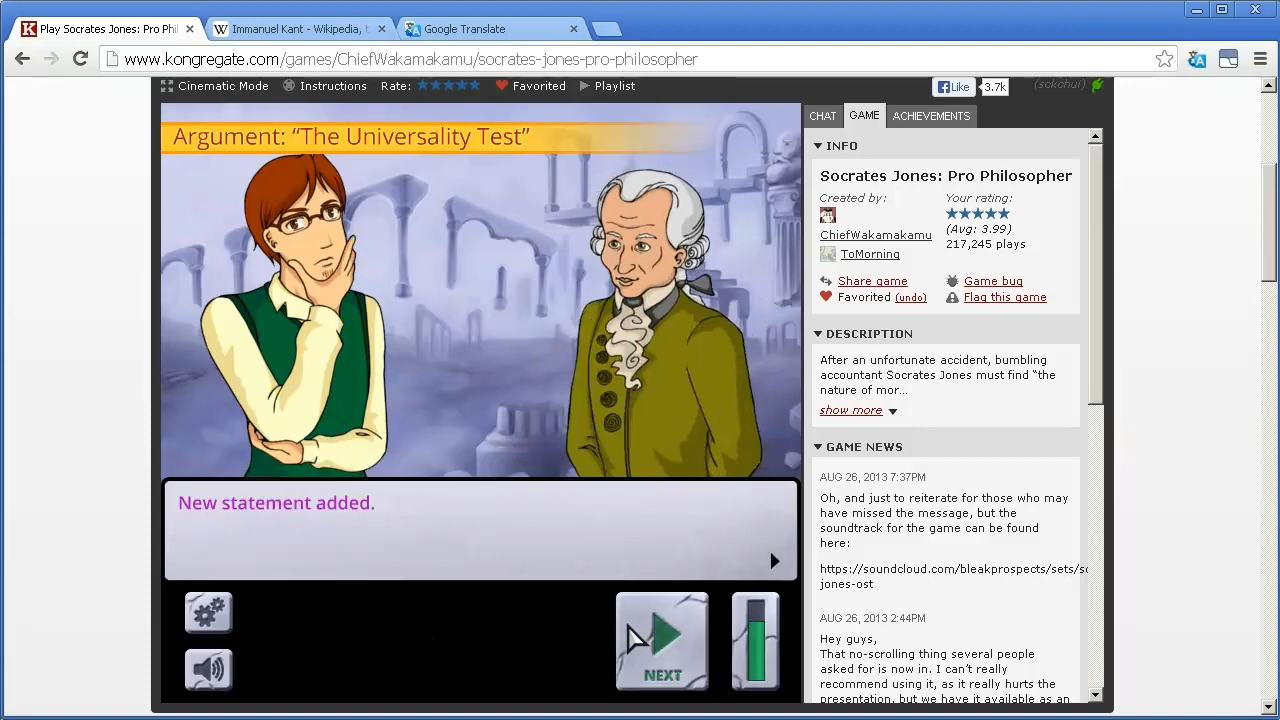 Play Socrates Jones: Pro Phil
Immanuel Kant - Wikipedia, t
Google Translate
www.kongregate.com/games/ChiefWakamakamu/socrates-jones-pro-philosopher
Cinematic Mode
Instructions
Rate:
Favorited
Playlist
Like
3.7k
(sckchui)
Argument: “The Universality Test”
New statement added.
NEXT
CHAT
GAME
ACHIEVEMENTS
INFO
Socrates Jones: Pro Philosopher
Created by:
ChiefWakamakamu
ToMorning
Your rating:
(Avg: 3.99)
217,245 plays
Share game
Game bug
Favorited (undo)
Flag this game
DESCRIPTION
After an unfortunate accident, bumbling
accountant Socrates Jones must find “the
nature of mor...
show more
GAME NEWS
AUG 26, 2013 7:37PM
Oh, and just to narrate for those who may
have missed the message, but the
soundtrack for the game can be found
here:
https://soundcloud.com/bleakprospects/sets/so
jones-ost
AUG 26, 2013 2:44PM
Hey guys,
That no-scrolling thing several people
asked for is now in. I can’t really
recommend using it, as it really hurts the
presentation, but we have it available as an